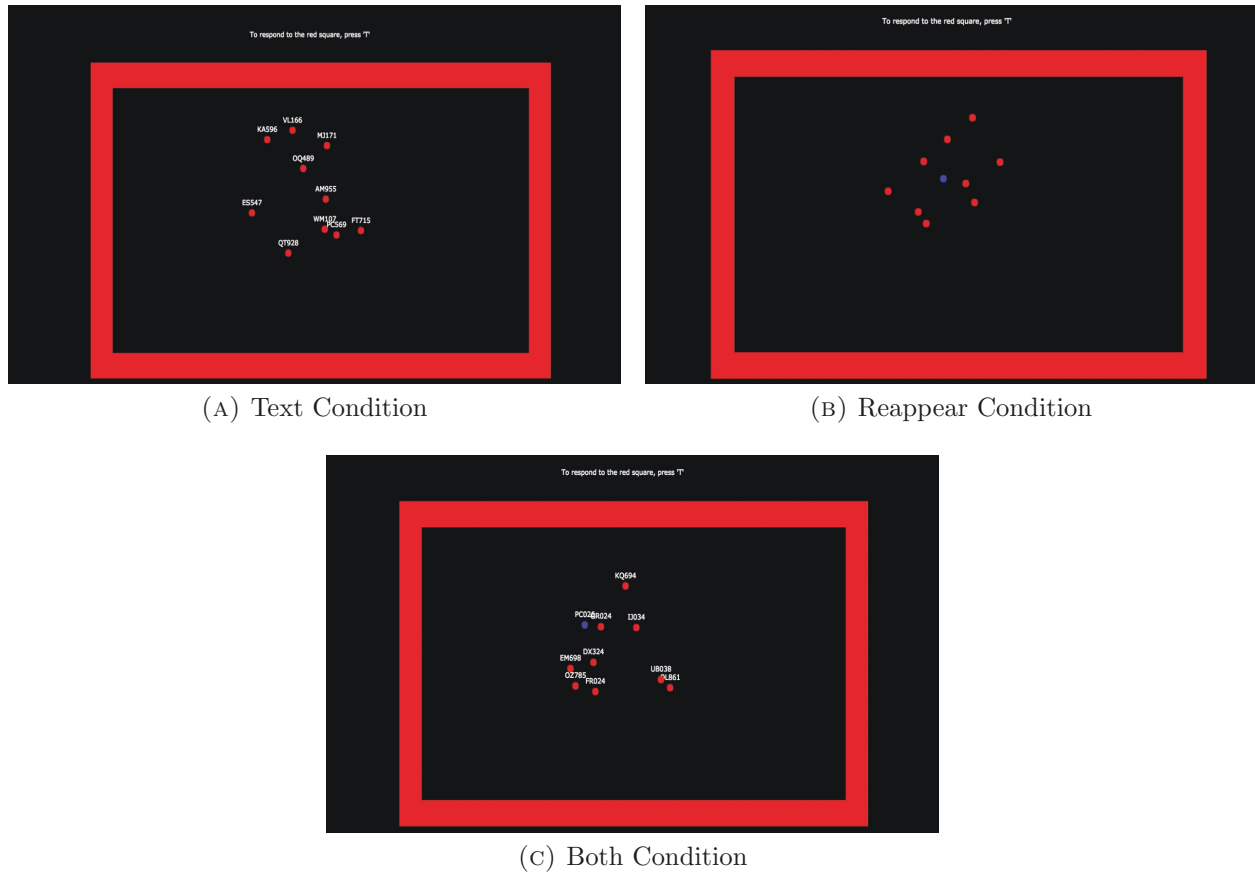 To respond to the red square, press 'T'
VL166
KA596
MJ171
OQ489
AM955
ES547
WM107
PC569
FT715
QT928
(A) Text Condition
To respond to the red square, press 'T'
(B) Reappear Condition
To respond to the red square, press 'T'
KQ694
IJ034
DX324
EM698
UB038
OZ785
FR024
(C) Both Condition